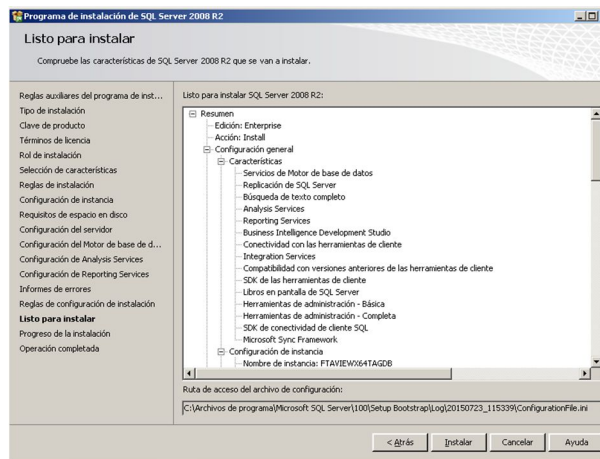 Programa de instalación de SQL Server 2008 R2
Listo para instalar
Compruebe las características de SQL Server 2008 R2 que se van a instalar.
Reglas auxiliares del programa de inst...
Tipo de instalación
Clave de producto
Términos de licencia
Rol de instalación
Selección de características
Reglas de instalación
Configuración de instancia
Requisitos de espacio en disco
Configuración del servidor
Configuración del Motor de base de d...
Configuración de Analysis Services
Configuración de Reporting Services
Informes de errores
Reglas de configuración de instalación
Listo para instalar
Progreso de la instalación
Operación completada
Listo para instalar SQL Server 2008 R2:
Resumen
Edición: Enterprise
Acción: Install
Configuración general
Características
Servicios de Motor de base de datos
Replicación de SQL Server
Búsqueda de texto completo
Analysis Services
Reporting Services
Business Intelligence Development Studio
Conectividad con las herramientas de cliente
Integration Services
Compatibilidad con versiones anteriores de las herramientas de cliente
SDK de las herramientas de cliente
Libros en pantalla de SQL Server
Herramientas de administración - Básica
Herramientas de administración - Completa
SDK de conectividad de cliente SQL
Microsoft Sync Framework
Configuración de instancia
Nombre de instancia: FTAVIEWX64TAGDB
Ruta de acceso del archivo de configuración:
C:\Archivos de programa\Microsoft SQL Server\100\Setup Bootstrap\Log\20150723_115339\ConfigurationFile.ini
< Atrás
Instalar
Cancelar
Ayuda